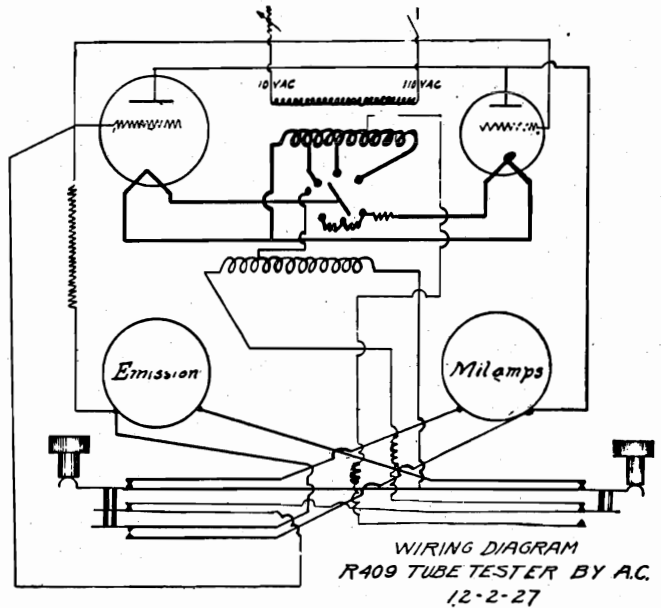 10 VAC 110 VAC
Emission
Milamps
WIRING DIAGRAM
R409 TUBE TESTER BY A.C.
12-2-27